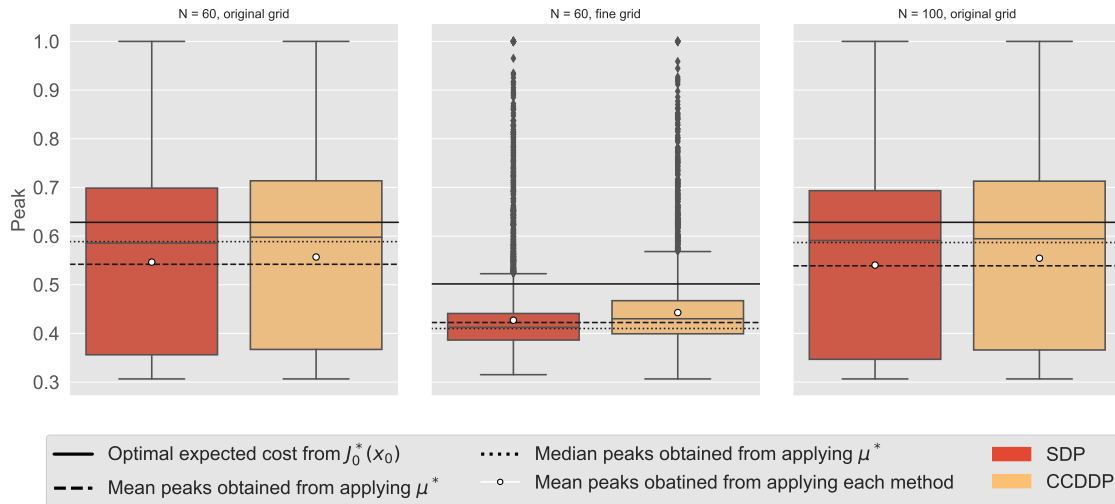 N = 60, original grid
N = 60, fine grid
N = 100, original grid
Peak
1.0
0.9
0.8
0.7
0.6
0.5
0.4
0.3
Optimal expected cost from J₀*(x₀)
Mean peaks obtained from applying μ*
Median peaks obtained from applying μ*
Mean peaks obatined from applying each method
SDP
CCDDP